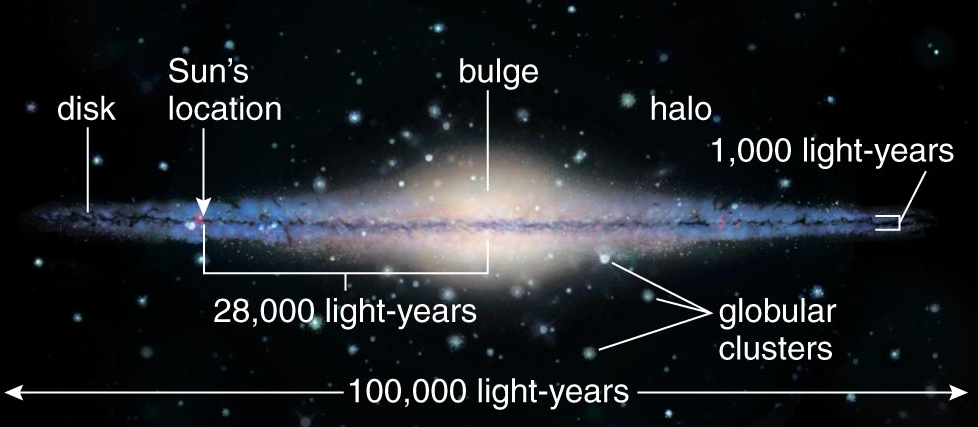 Sun's
location
bulge
disk
halo
1,000 light-years
28,000 light-years
globular
clusters
100,000 light-years